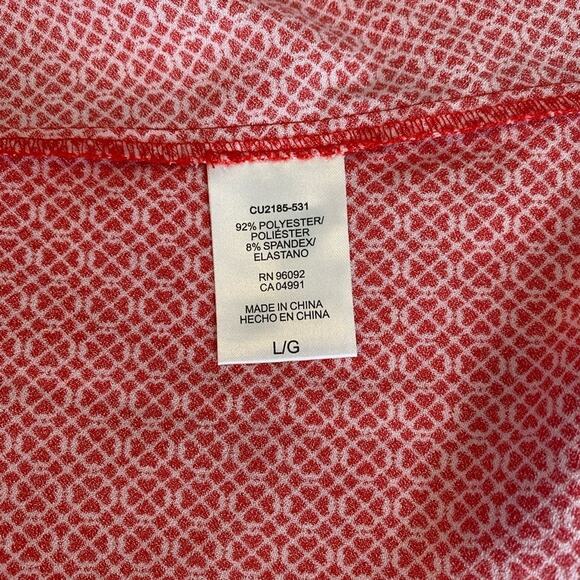 CU2185-531
92% POLYESTER/
POLIÉSTER
8% SPANDEX/
ELASTANO
RN 96092
CA 04991
MADE IN CHINA
HECHO EN CHINA
L/G